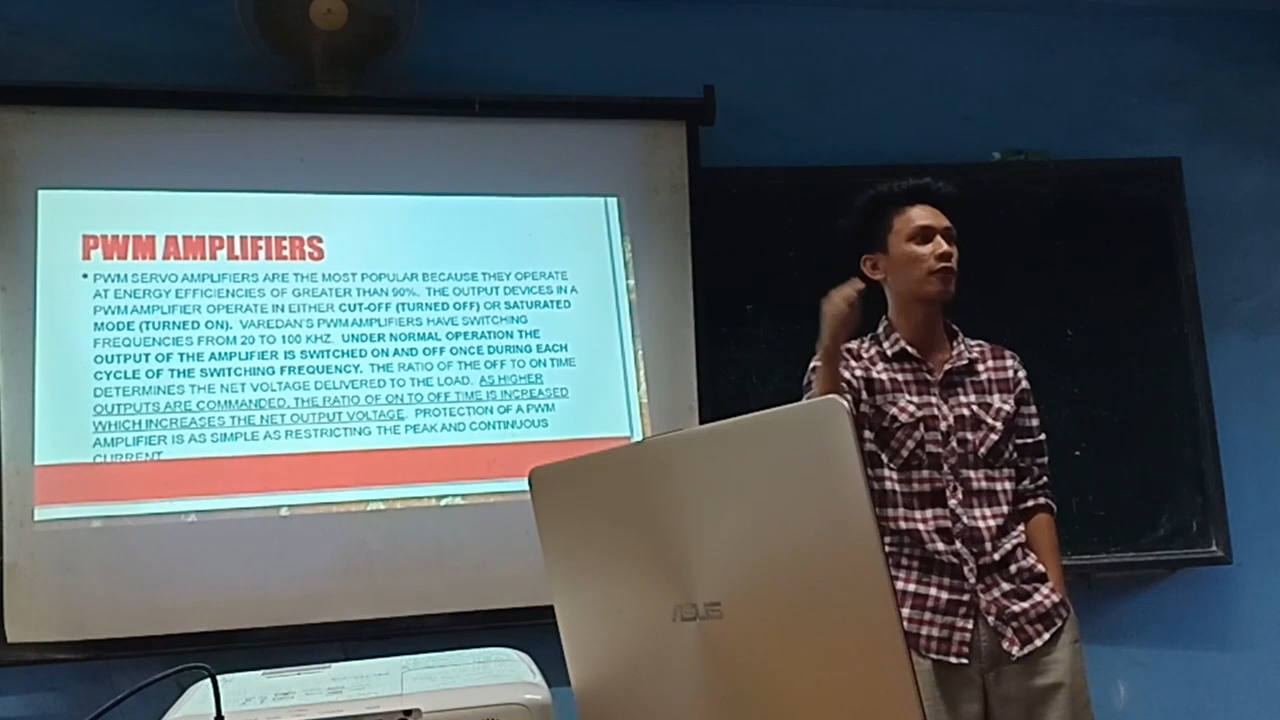 PWM AMPLIFIERS
• PWM SERVO AMPLIFIERS ARE THE MOST POPULAR BECAUSE THEY OPERATE
AT ENERGY EFFICIENCIES OF GREATER THAN 90%. THE OUTPUT DEVICES IN A
PWM AMPLIFIER OPERATE IN EITHER CUT-OFF (TURNED OFF) OR SATURATED
MODE (TURNED ON). VAREDAN'S PWM AMPLIFIERS HAVE SWITCHING
FREQUENCIES FROM 20 TO 100 KHZ. UNDER NORMAL OPERATION THE
OUTPUT OF THE AMPLIFIER IS SWITCHED ON AND OFF ONCE DURING EACH
CYCLE OF THE SWITCHING FREQUENCY. THE RATIO OF THE OFF TO ON TIME
DETERMINES THE NET VOLTAGE DELIVERED TO THE LOAD. AS HIGHER
OUTPUTS ARE COMMANDED, THE RATIO OF ON TO OFF TIME IS INCREASED
WHICH INCREASES THE NET OUTPUT VOLTAGE. PROTECTION OF A PWM
AMPLIFIER IS AS SIMPLE AS RESTRICTING THE PEAK AND CONTINUOUS
CURRENT
ASUS